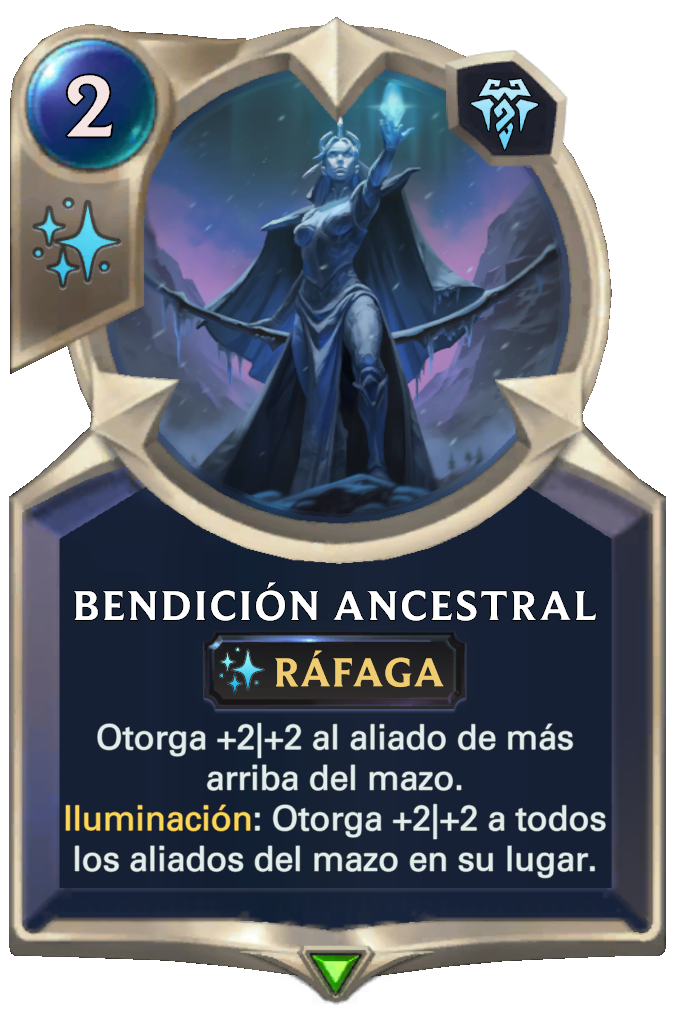 2
BENDICIÓN ANCESTRAL
RÁFAGA
Otorga +2|+2 al aliado de más
arriba del mazo.
Iluminación: Otorga +2|+2 a todos
los aliados del mazo en su lugar.